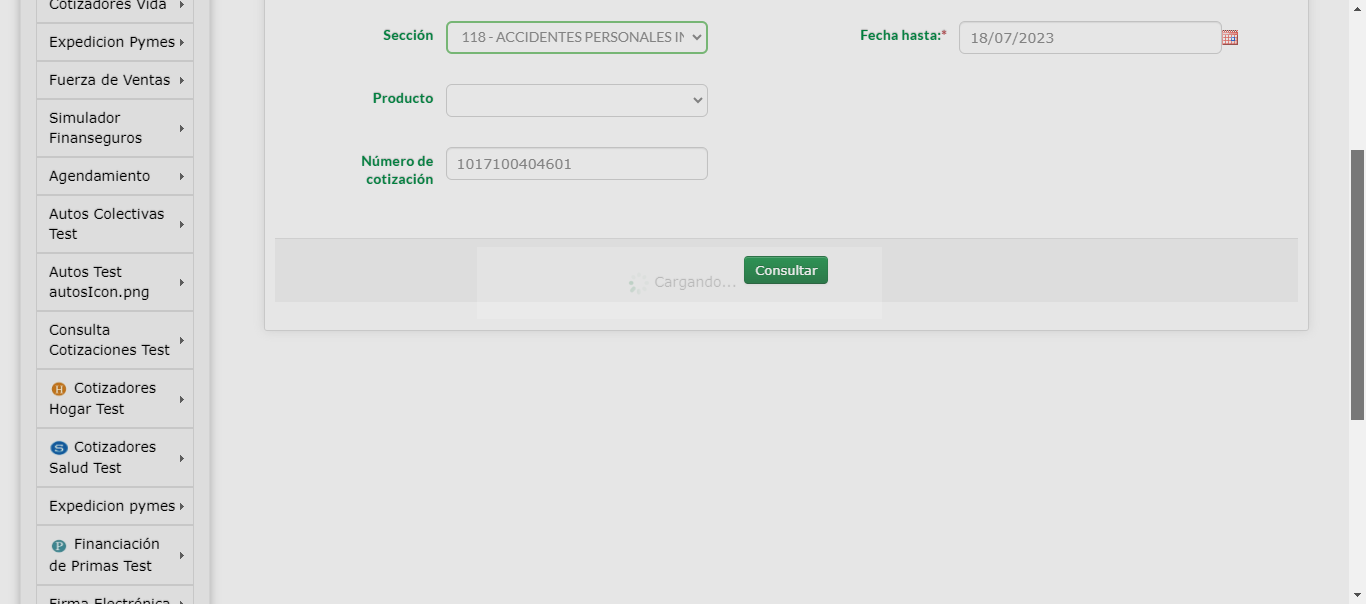 Cotizadores Vida
Expedicion Pymes
Fuerza de Ventas
Simulador
Finanseguros
Agendamiento
Autos Colectivas
Test
Autos Test
autosIcon.png
Consulta
Cotizaciones Test
H Cotizadores
Hogar Test
S Cotizadores
Salud Test
Expedicion pymes
P Financiación
de Primas Test
Firma Electrónica
Sección
118 - ACCIDENTES PERSONALES IN
Fecha hasta:*
18/07/2023
Producto
Número de
cotización
1017100404601
Cargando...
Consultar